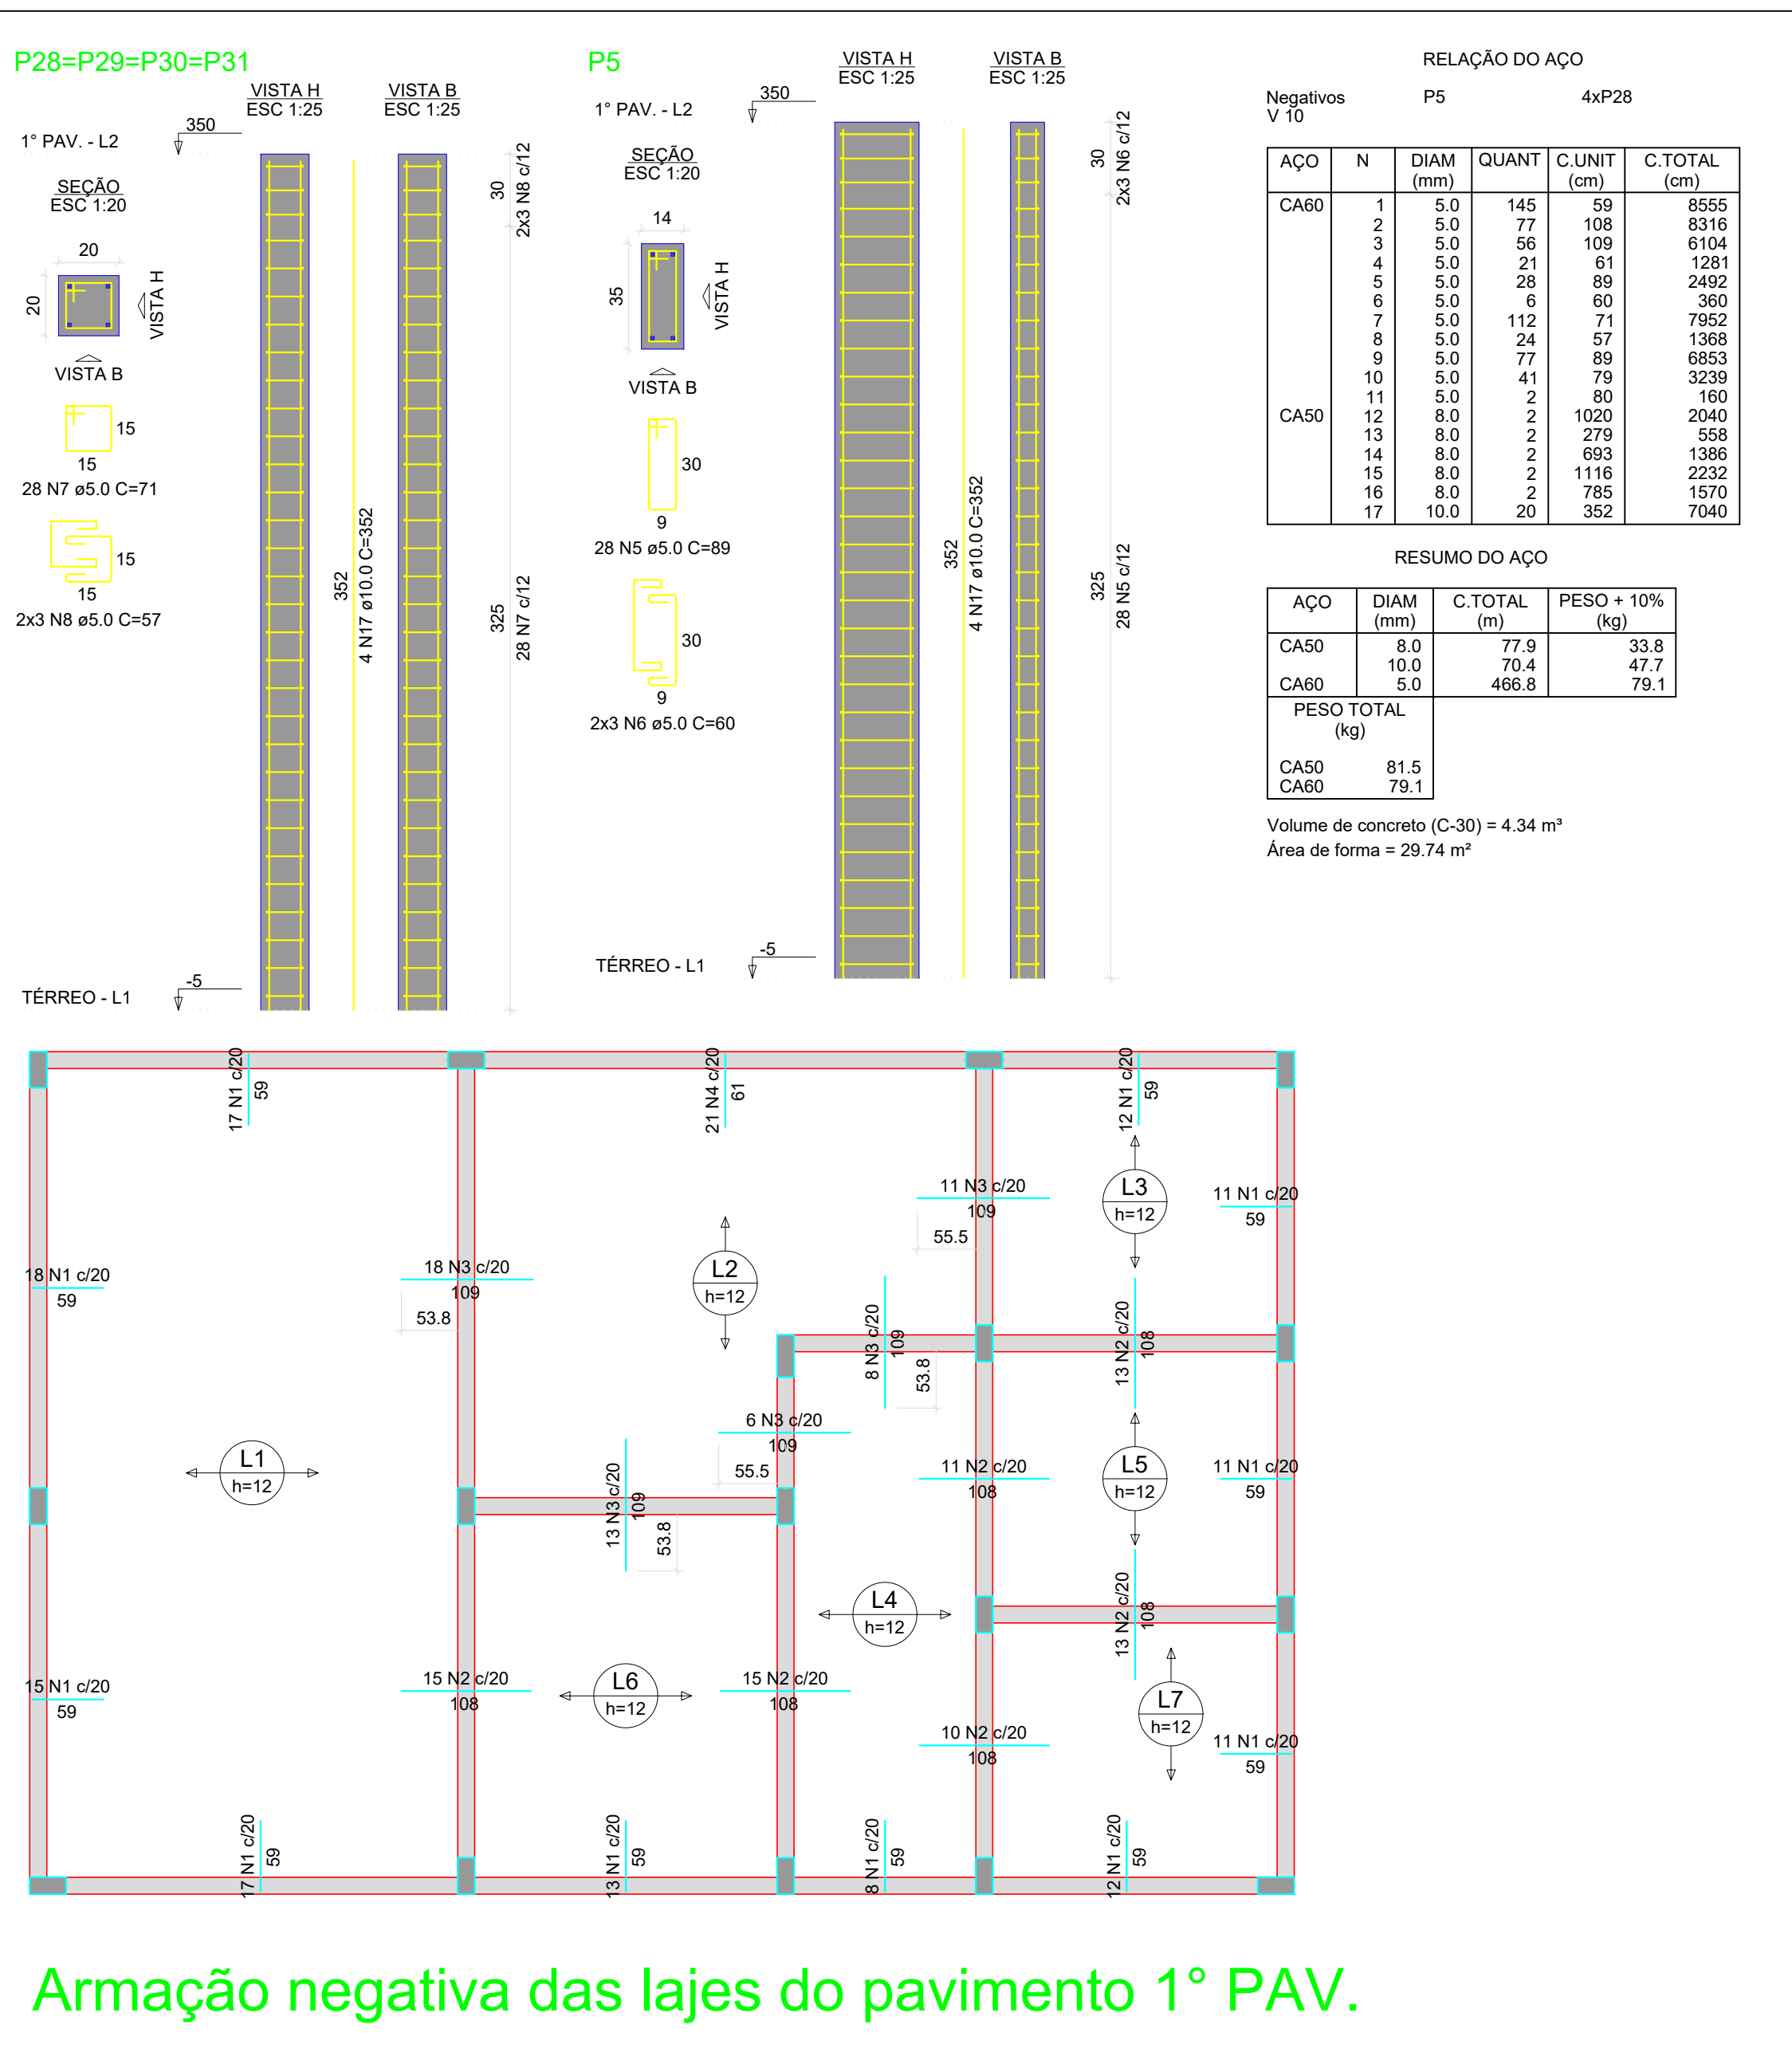 P28=P29=P30=P31
VISTA H
ESC 1:25
VISTA B
ESC 1:25
1° PAV. - L2
350
SEÇÃO
ESC 1:20
20
20
VISTA H
VISTA B
15
15
28 N7 ø5.0 C=71
15
15
2x3 N8 ø5.0 C=57
352
4 N17 ø10.0 C=352
30
2x3 N8 c/12
325
28 N7 c/12
TÉRREO - L1
-5
P5
VISTA H
ESC 1:25
VISTA B
ESC 1:25
1° PAV. - L2
350
SEÇÃO
ESC 1:20
14
35
VISTA H
VISTA B
30
9
28 N5 ø5.0 C=89
30
9
2x3 N6 ø5.0 C=60
352
4 N17 ø10.0 C=352
30
2x3 N6 c/12
325
28 N5 c/12
TÉRREO - L1
-5
RELAÇÃO DO AÇO
Negativos P5 4xP28
V 10
AÇO N DIAM QUANT C.UNIT C.TOTAL
(mm) (cm) (cm)
CA60 1 5.0 145 59 8555
2 5.0 77 108 8316
3 5.0 56 109 6104
4 5.0 21 61 1281
5 5.0 28 89 2492
6 5.0 6 60 360
7 5.0 112 71 7952
8 5.0 24 57 1368
9 5.0 77 89 6853
10 5.0 41 79 3239
11 5.0 2 80 160
CA50 12 8.0 2 1020 2040
13 8.0 2 279 558
14 8.0 2 693 1386
15 8.0 2 1116 2232
16 8.0 2 785 1570
17 10.0 20 352 7040
RESUMO DO AÇO
AÇO DIAM C.TOTAL PESO + 10%
(mm) (m) (kg)
CA50 8.0 77.9 33.8
10.0 70.4 47.7
CA60 5.0 466.8 79.1
PESO TOTAL
(kg)
CA50 81.5
CA60 79.1
Volume de concreto (C-30) = 4.34 m³
Área de forma = 29.74 m²
17 N1 c/20
59
21 N4 c/20
61
12 N1 c/20
59
11 N3 c/20
109
55.5
L3
h=12
11 N1 c/20
59
18 N1 c/20
59
18 N3 c/20
109
53.8
L2
h=12
8 N3 c/20
109
53.8
13 N2 c/20
108
6 N3 c/20
109
55.5
L1
h=12
13 N3 c/20
109
53.8
11 N2 c/20
108
L5
h=12
11 N1 c/20
59
L4
h=12
13 N2 c/20
108
15 N1 c/20
59
15 N2 c/20
108
L6
h=12
15 N2 c/20
108
10 N2 c/20
108
L7
h=12
11 N1 c/20
59
17 N1 c/20
59
13 N1 c/20
59
8 N1 c/20
59
12 N1 c/20
59
Armação negativa das lajes do pavimento 1° PAV.